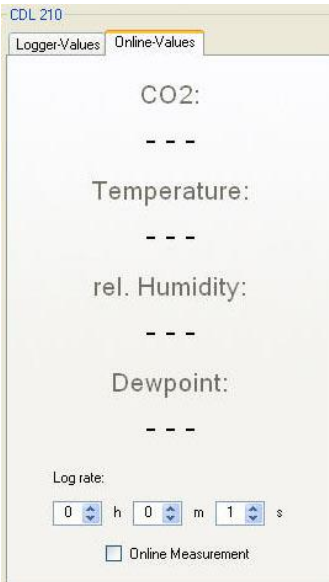 CDL 210
Logger-Values Online-Values
CO2:
- - -
Temperature:
- - -
rel. Humidity:
- - -
Dewpoint:
- - -
Log rate:
0 h 0 m 1 s
Online Measurement